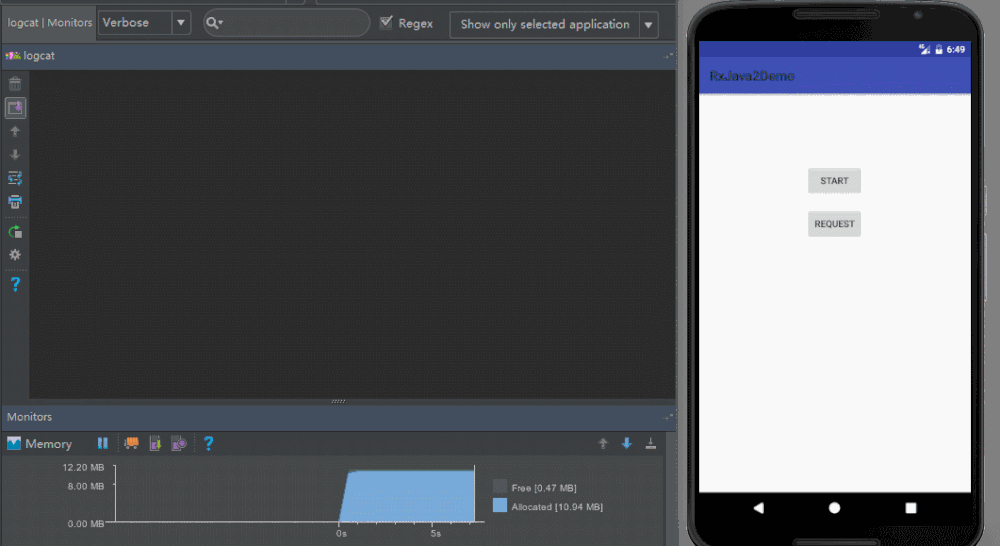 logcat | Monitors Verbose Regex Show only selected application
logcat
Monitors
Memory
12.20 MB
8.00 MB
0.00 MB
0s 5s
Free [0.47 MB]
Allocated [10.94 MB]
6:49
RxJava2Demo
START
REQUEST